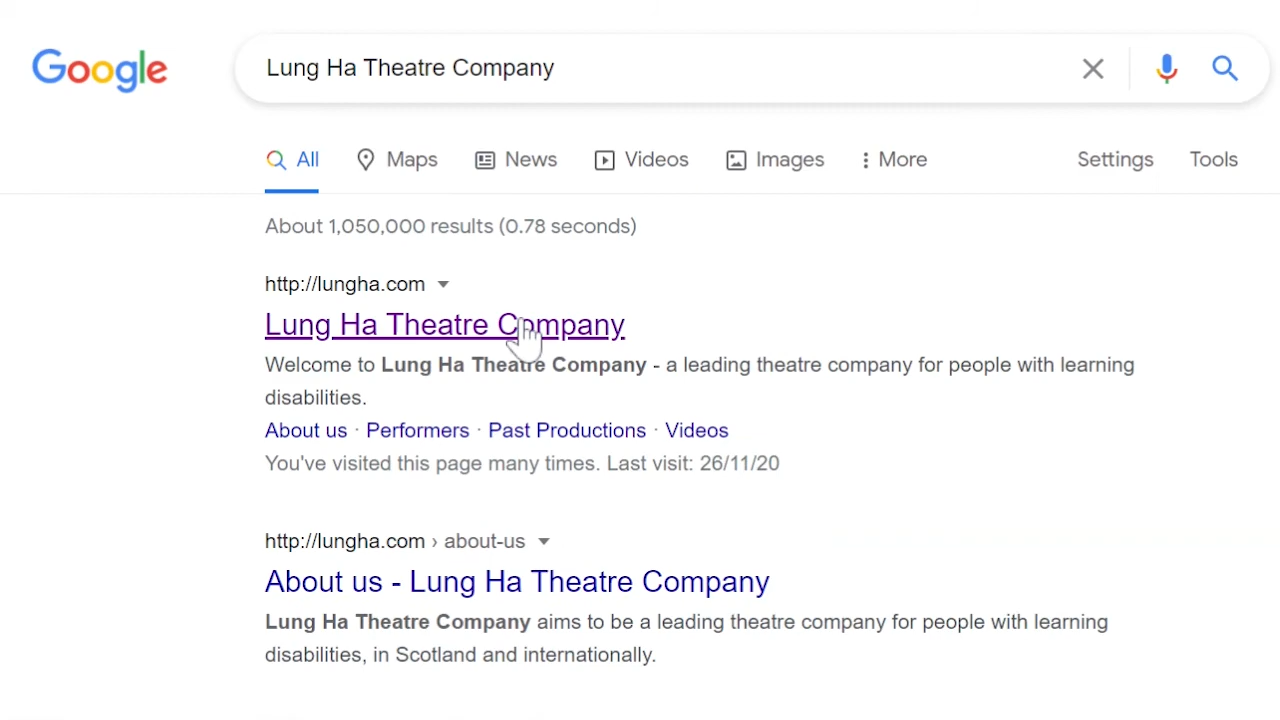 Google
Lung Ha Theatre Company
All Maps News Videos Images More Settings Tools
About 1,050,000 results (0.78 seconds)
http://lungha.com
Lung Ha Theatre Company
Welcome to Lung Ha Theatre Company - a leading theatre company for people with learning
disabilities.
About us · Performers · Past Productions · Videos
You've visited this page many times. Last visit: 26/11/20
http://lungha.com › about-us
About us - Lung Ha Theatre Company
Lung Ha Theatre Company aims to be a leading theatre company for people with learning
disabilities, in Scotland and internationally.